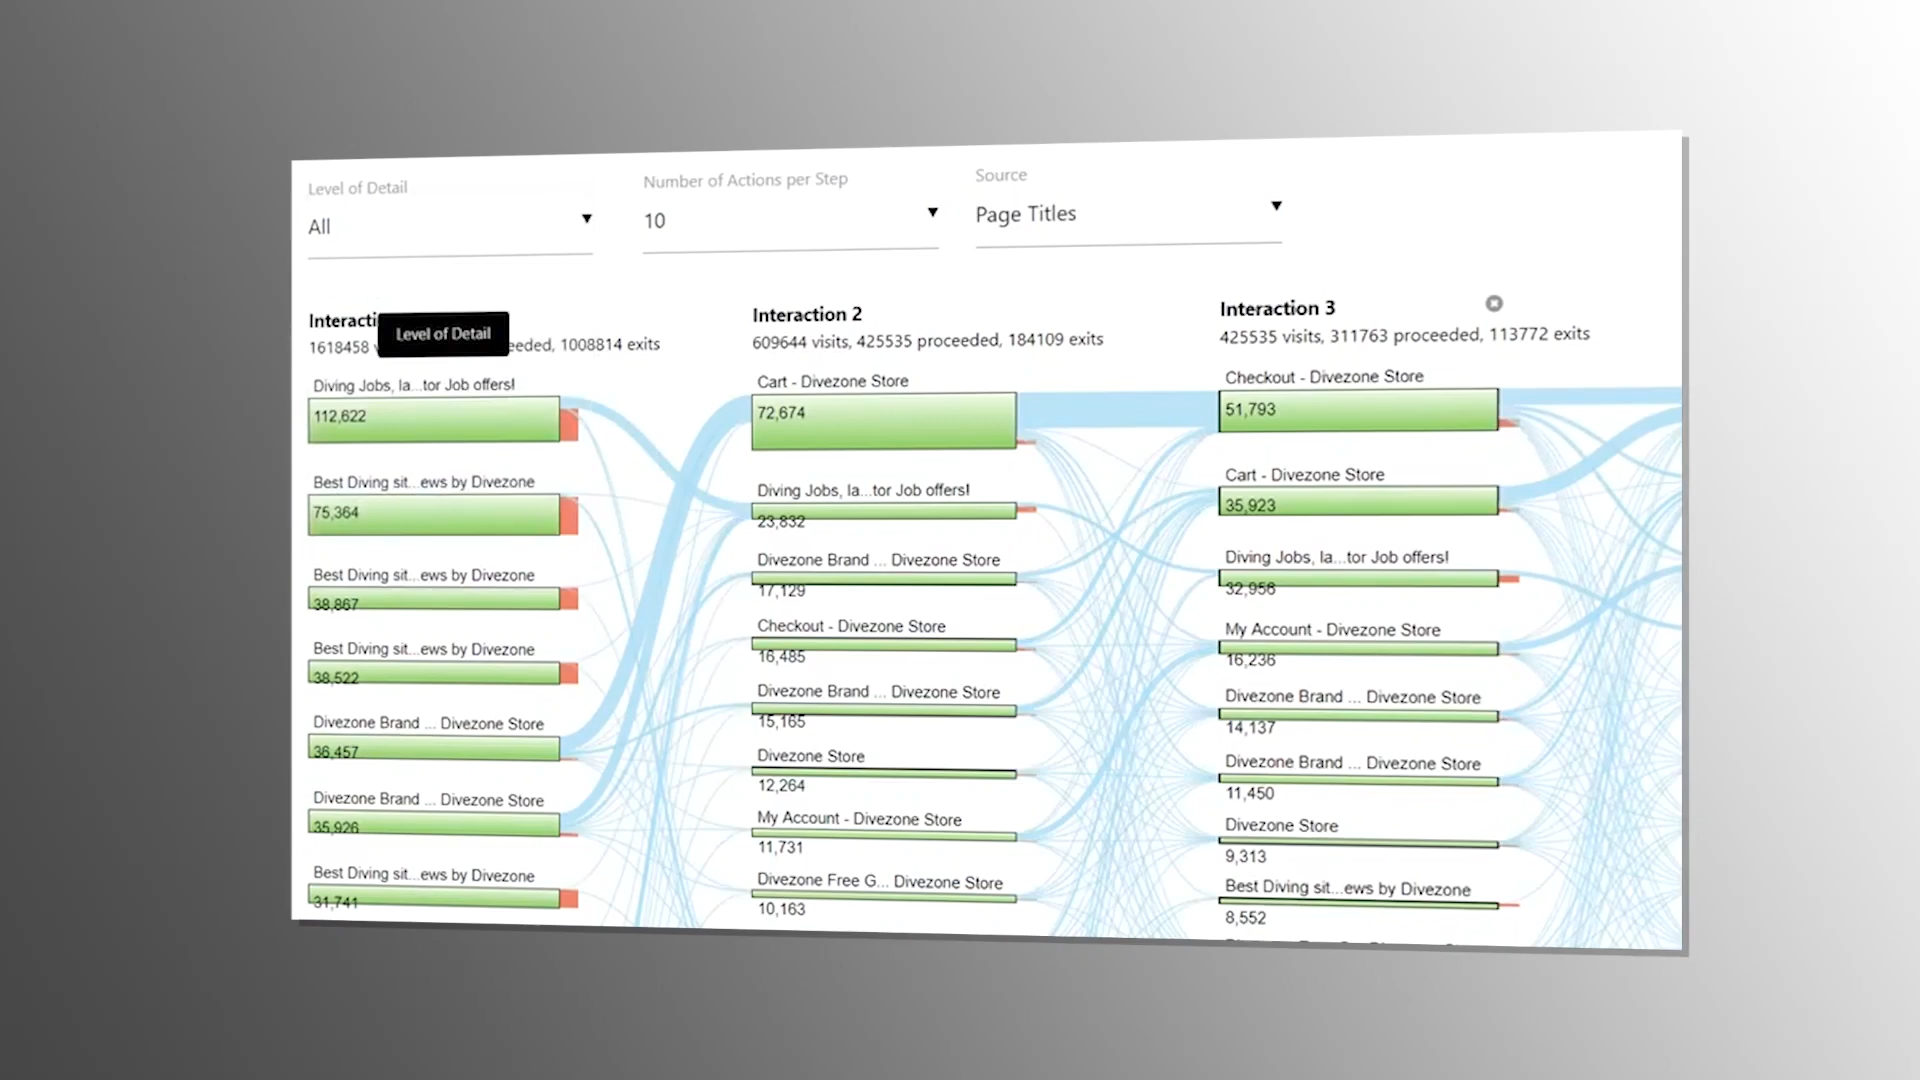 Level of Detail
All
Number of Actions per Step
10
Source
Page Titles
Interacti
1618458
eeded, 1008814 exits
Level of Detail
Diving Jobs, la...tor Job offers!
112,622
Best Diving sit...ews by Divezone
75,364
Best Diving sit...ews by Divezone
38,867
Best Diving sit...ews by Divezone
38,522
Divezone Brand ... Divezone Store
36,457
Divezone Brand ... Divezone Store
35,926
Best Diving sit...ews by Divezone
31,741
Interaction 2
609644 visits, 425535 proceeded, 184109 exits
Cart - Divezone Store
72,674
Diving Jobs, la...tor Job offers!
23,832
Divezone Brand ... Divezone Store
17,129
Checkout - Divezone Store
16,485
Divezone Brand ... Divezone Store
15,165
Divezone Store
12,264
My Account - Divezone Store
11,731
Divezone Free G... Divezone Store
10,163
Interaction 3
425535 visits, 311763 proceeded, 113772 exits
Checkout - Divezone Store
51,793
Cart - Divezone Store
35,923
Diving Jobs, la...tor Job offers!
32,956
My Account - Divezone Store
16,236
Divezone Brand ... Divezone Store
14,137
Divezone Brand ... Divezone Store
11,450
Divezone Store
9,313
Best Diving sit...ews by Divezone
8,552